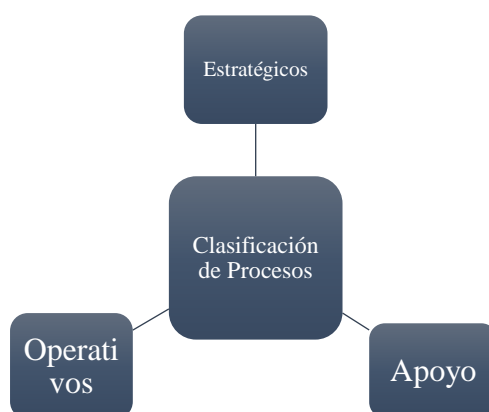 Estratégicos
Clasificación
de Procesos
Operati
vos
Apoyo